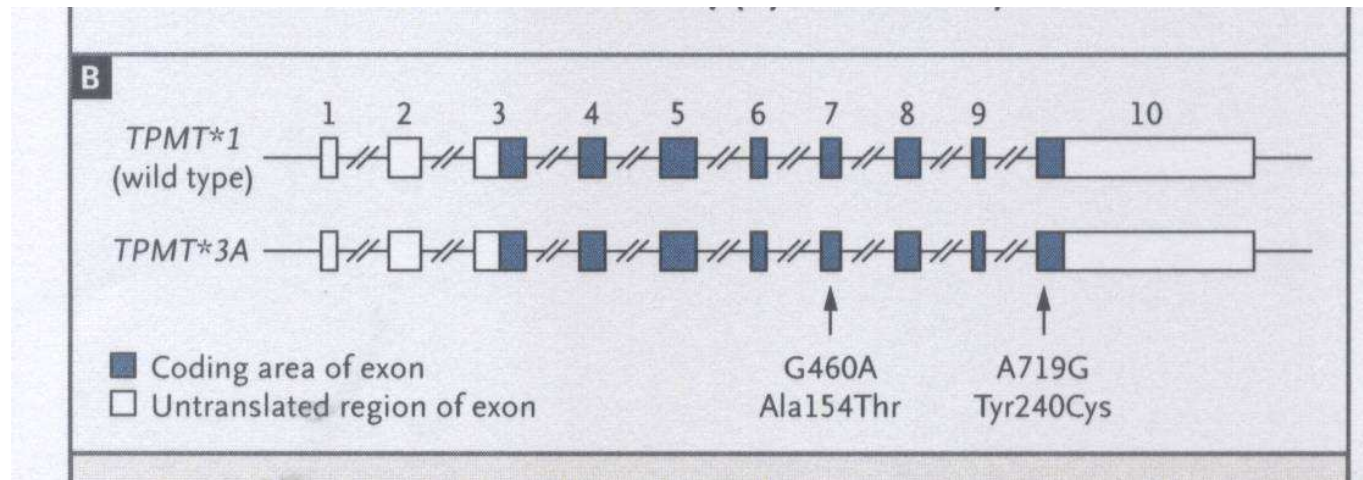 B
1 2 3 4 5 6 7 8 9 10
TPMT*1
(wild type)
TPMT*3A
Coding area of exon
Untranslated region of exon
G460A
Ala154Thr
A719G
Tyr240Cys